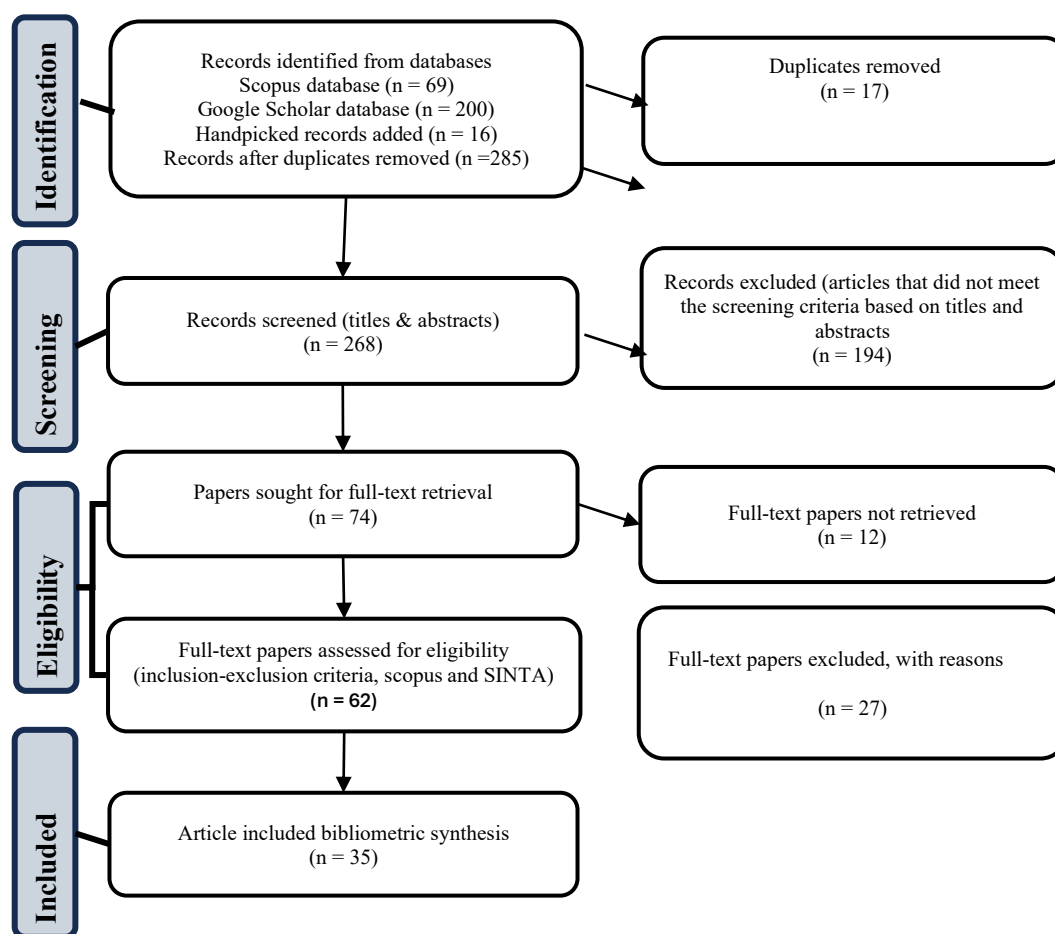 Identification
Records identified from databases
Scopus database (n = 69)
Google Scholar database (n = 200)
Handpicked records added (n = 16)
Records after duplicates removed (n =285)
Duplicates removed
(n = 17)
Screening
Records screened (titles & abstracts)
(n = 268)
Records excluded (articles that did not meet
the screening criteria based on titles and
abstracts
(n = 194)
Eligibility
Papers sought for full-text retrieval
(n = 74)
Full-text papers not retrieved
(n = 12)
Full-text papers assessed for eligibility
(inclusion-exclusion criteria, scopus and SINTA)
(n = 62)
Full-text papers excluded, with reasons
(n = 27)
Included
Article included bibliometric synthesis
(n = 35)